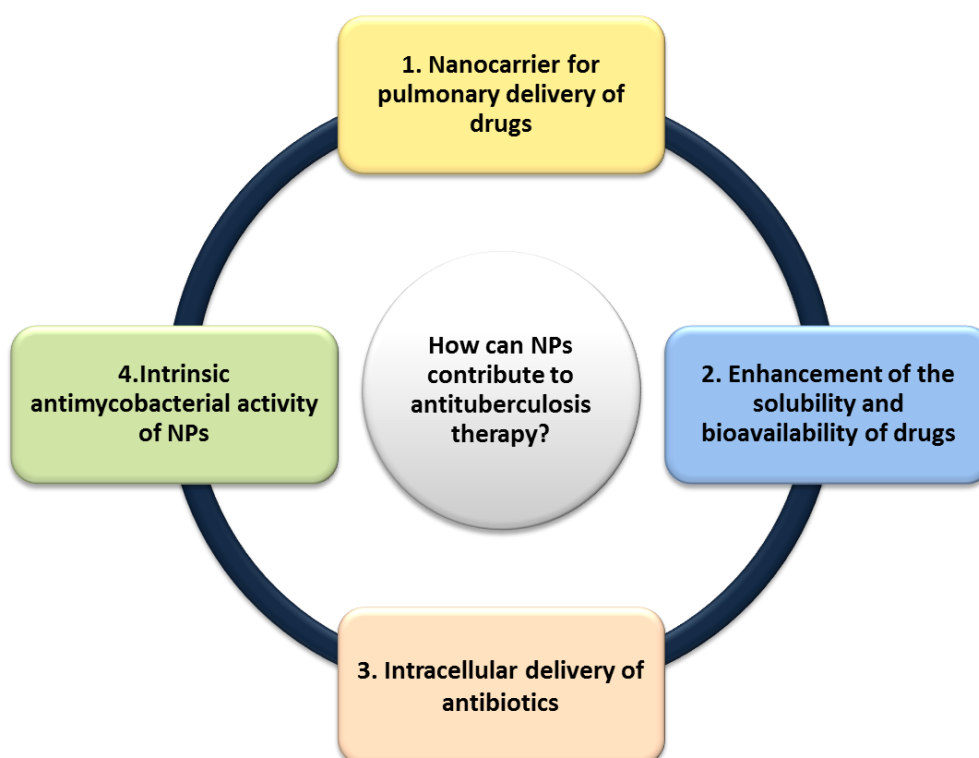 1. Nanocarrier for
pulmonary delivery of
drugs
How can NPs
contribute to
antituberculosis
therapy?
2. Enhancement of the
solubility and
bioavailability of drugs
3. Intracellular delivery of
antibiotics
4.Intrinsic
antimycobacterial activity
of NPs